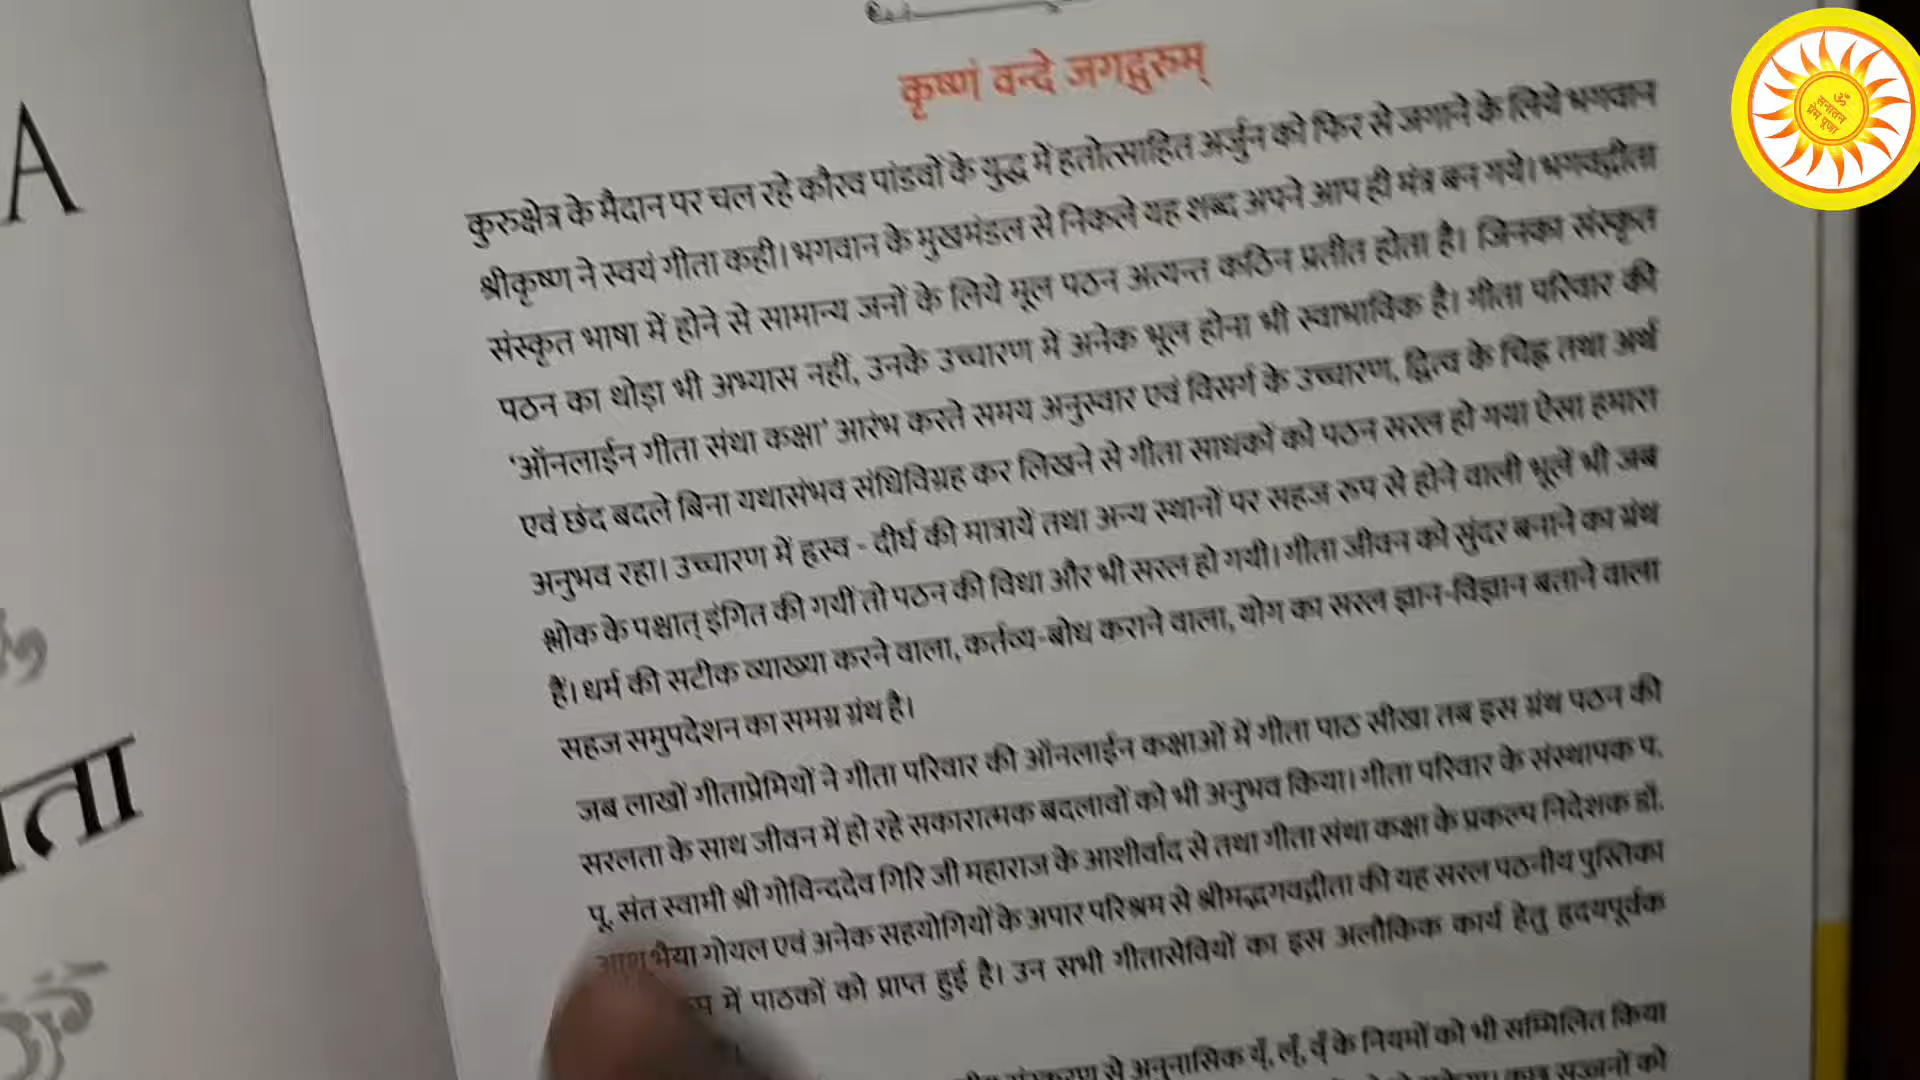 A
ता
कृष्णं वन्दे जगद्गुरुम्
कुरुक्षेत्र के मैदान पर चल रहे कौरव पांडवों के युद्ध में हतोत्साहित अर्जुन को फिर से जगाने के लिये भगवान
श्रीकृष्ण ने स्वयं गीता कही। भगवान के मुखमंडल से निकले यह शब्द अपने आप ही मंत्र बन गये। भगवद्गीता
संस्कृत भाषा में होने से सामान्य जनों के लिये मूल पठन अत्यन्त कठिन प्रतीत होता है। जिनका संस्कृत
पठन का थोड़ा भी अभ्यास नहीं, उनके उच्चारण में अनेक भूल होना भी स्वाभाविक है। गीता परिवार की
‘ऑनलाईन गीता संथा कक्षा’ आरंभ करते समय अनुस्वार एवं विसर्ग के उच्चारण, द्वित्व के चिह्न तथा अर्थ
एवं छंद बदले बिना यथासंभव संधिविग्रह कर लिखने से गीता साधकों को पठन सरल हो गया ऐसा हमारा
अनुभव रहा। उच्चारण में ह्रस्व - दीर्घ की मात्रायें तथा अन्य स्थानों पर सहज रूप से होने वाली भूलें भी जब
श्लोक के पश्चात् इंगित की गयीं तो पठन की विधा और भी सरल हो गयी। गीता जीवन को सुंदर बनाने का ग्रंथ
हैं। धर्म की सटीक व्याख्या करने वाला, कर्तव्य-बोध कराने वाला, योग का सरल ज्ञान-विज्ञान बताने वाला
सहज समुपदेशन का समग्र ग्रंथ है।
जब लाखों गीताप्रेमियों ने गीता परिवार की ऑनलाईन कक्षाओं में गीता पाठ सीखा तब इस ग्रंथ पठन की
सरलता के साथ जीवन में हो रहे सकारात्मक बदलावों को भी अनुभव किया। गीता परिवार के संस्थापक प.
पू. संत स्वामी श्री गोविन्ददेव गिरि जी महाराज के आशीर्वाद से तथा गीता संथा कक्षा के प्रकल्प निदेशक डॉ.
आशु भैया गोयल एवं अनेक सहयोगियों के अपार परिश्रम से श्रीमद्भगवद्गीता की यह सरल पठनीय पुस्तिका
में पाठकों को प्राप्त हुई है। उन सभी गीतासेवियों का इस अलौकिक कार्य हेतु हृदयपूर्वक
संस्करण से अनुनासिक यँ्, लँ्, वँ् के नियमों को भी सम्मिलित किया
सज्जनों को
ॐ
सनातन
प्रेम पूजा